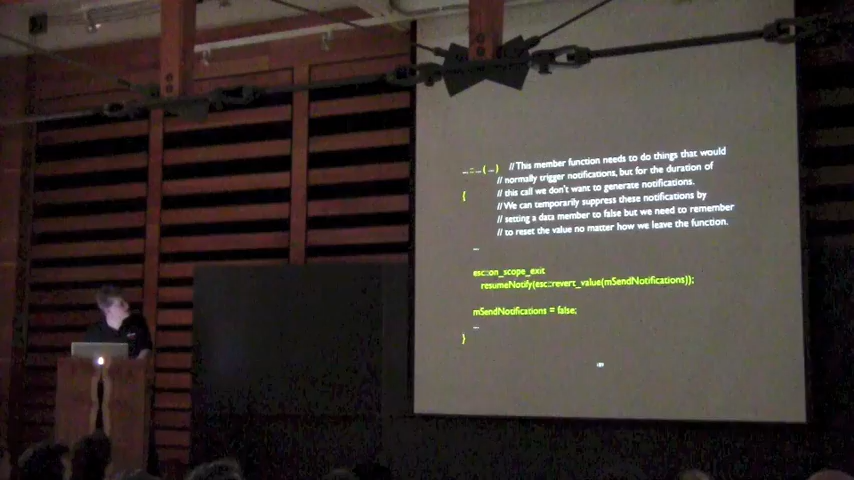 ...::...(...) // This member function needs to do things that would
// normally trigger notifications, but for the duration of
{ // this call we don't want to generate notifications.
// We can temporarily suppress these notifications by
// setting a data member to false but we need to remember
// to reset the value no matter how we leave the function.
...
esc::on_scope_exit
resumeNotify(esc::revert_value(mSendNotifications));
mSendNotifications = false;
...
}